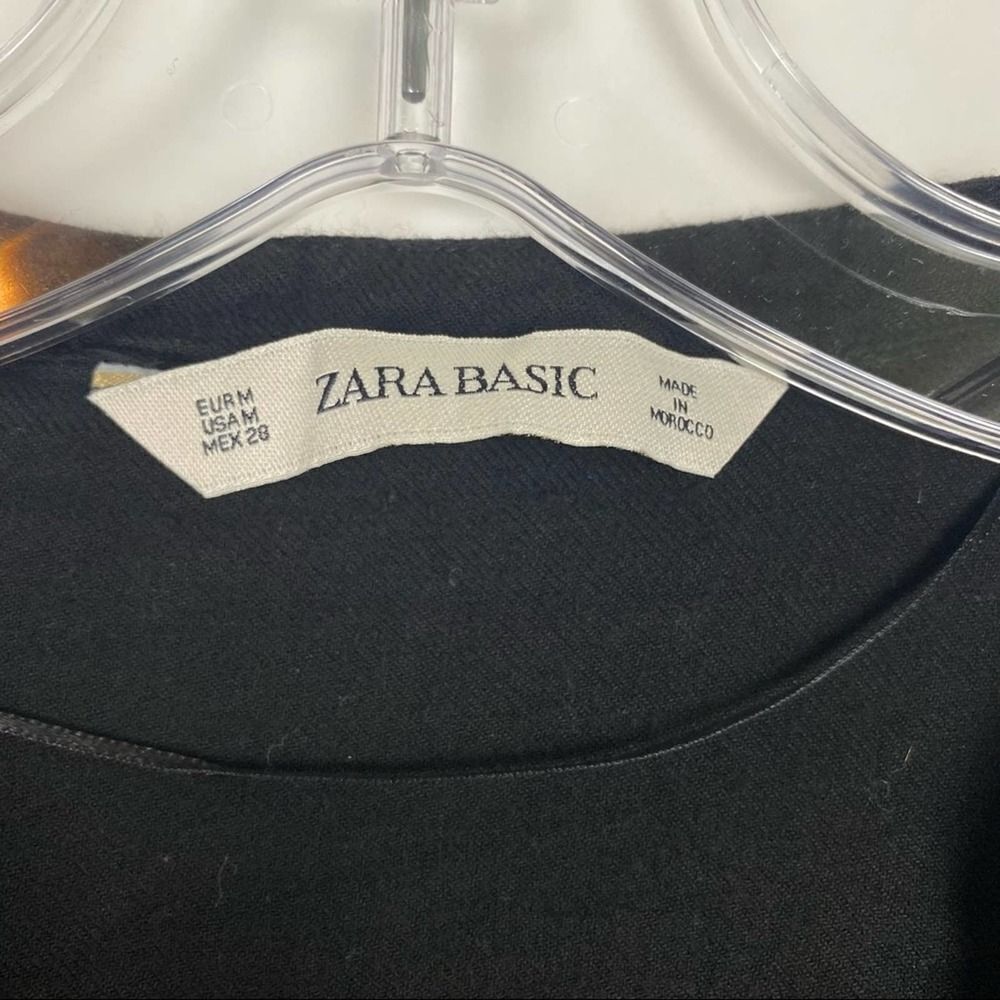 EUR M
USA M
MEX 28
ZARA BASIC
MADE
IN
MOROCCO